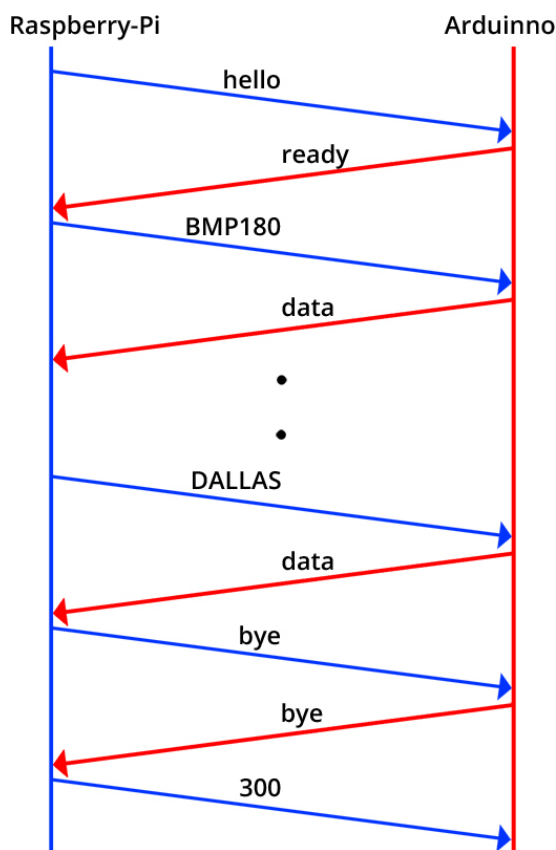 Raspberry-Pi Arduinno
hello
ready
BMP180
data
DALLAS
data
bye
bye
300